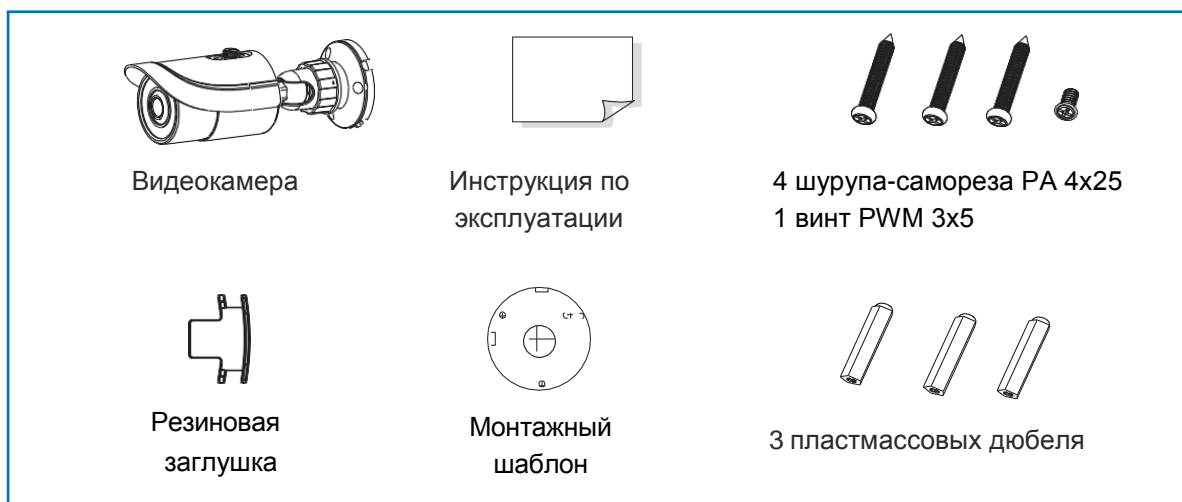 Видеокамера
Инструкция по
эксплуатации
4 шурупа-самореза PA 4x25
1 винт PWM 3x5
Резиновая
заглушка
Монтажный
шаблон
3 пластмассовых дюбеля